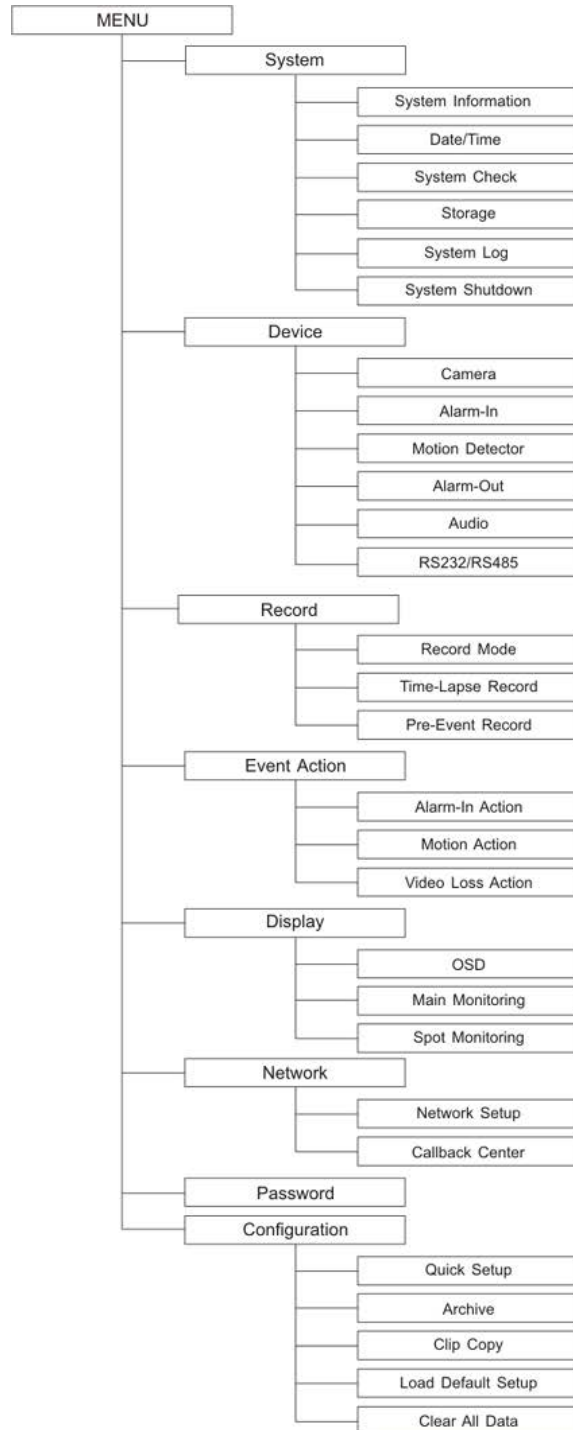 MENU
System
System Information
Date/Time
System Check
Storage
System Log
System Shutdown
Device
Camera
Alarm-In
Motion Detector
Alarm-Out
Audio
RS232/RS485
Record
Record Mode
Time-Lapse Record
Pre-Event Record
Event Action
Alarm-In Action
Motion Action
Video Loss Action
Display
OSD
Main Monitoring
Spot Monitoring
Network
Network Setup
Callback Center
Password
Configuration
Quick Setup
Archive
Clip Copy
Load Default Setup
Clear All Data